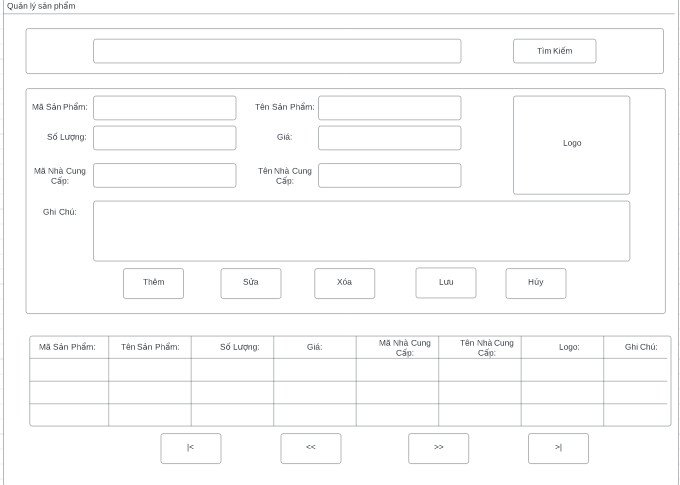 Quản lý sản phẩm
Tìm Kiếm
Mã Sản Phẩm:
Tên Sản Phẩm:
Số Lượng:
Giá:
Logo
Mã Nhà Cung
Cấp:
Tên Nhà Cung
Cấp:
Ghi Chú:
Thêm
Sửa
Xóa
Lưu
Hủy
Mã Sản Phẩm:
Tên Sản Phẩm:
Số Lượng:
Giá:
Mã Nhà Cung
Cấp:
Tên Nhà Cung
Cấp:
Logo:
Ghi Chú:
|<
<<
>>
>|